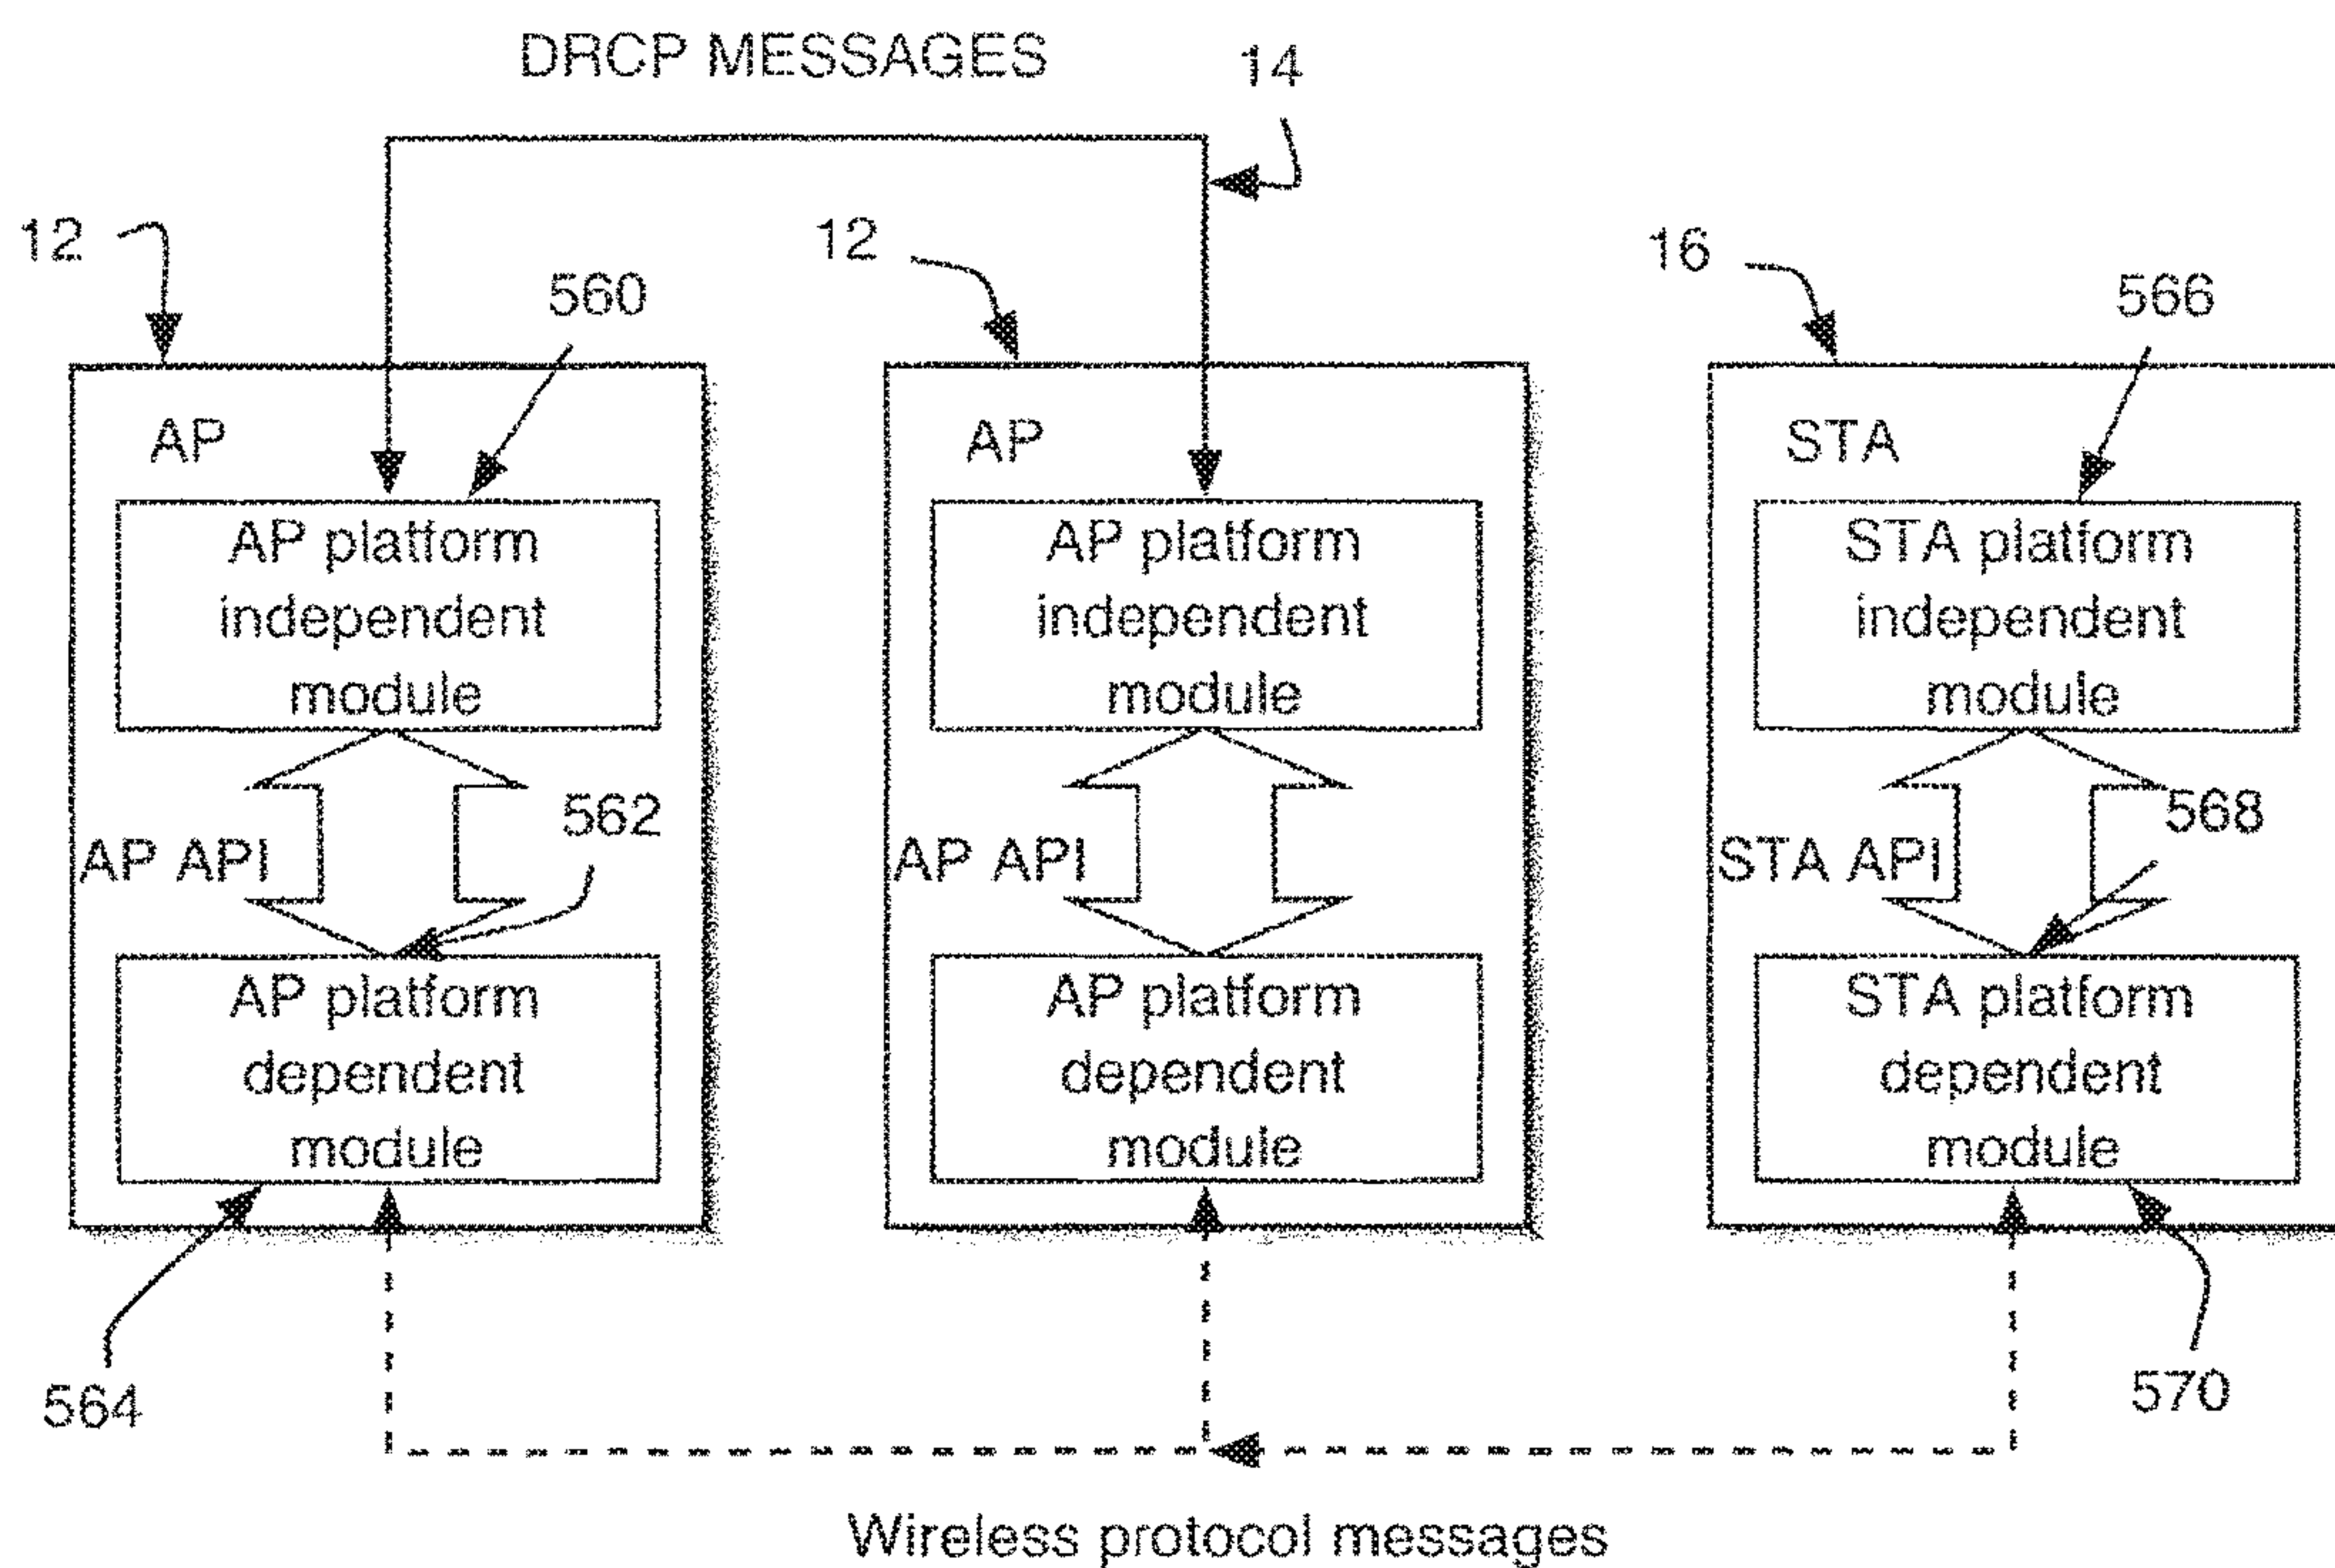 DRCP MESSAGES
14
12
12
16
560
566
AP
AP
STA
AP platform
independent
module
AP platform
independent
module
STA platform
independent
module
562
568
AP API
AP API
STA API
AP platform
dependent
module
AP platform
dependent
module
STA platform
dependent
module
564
570
Wireless protocol messages